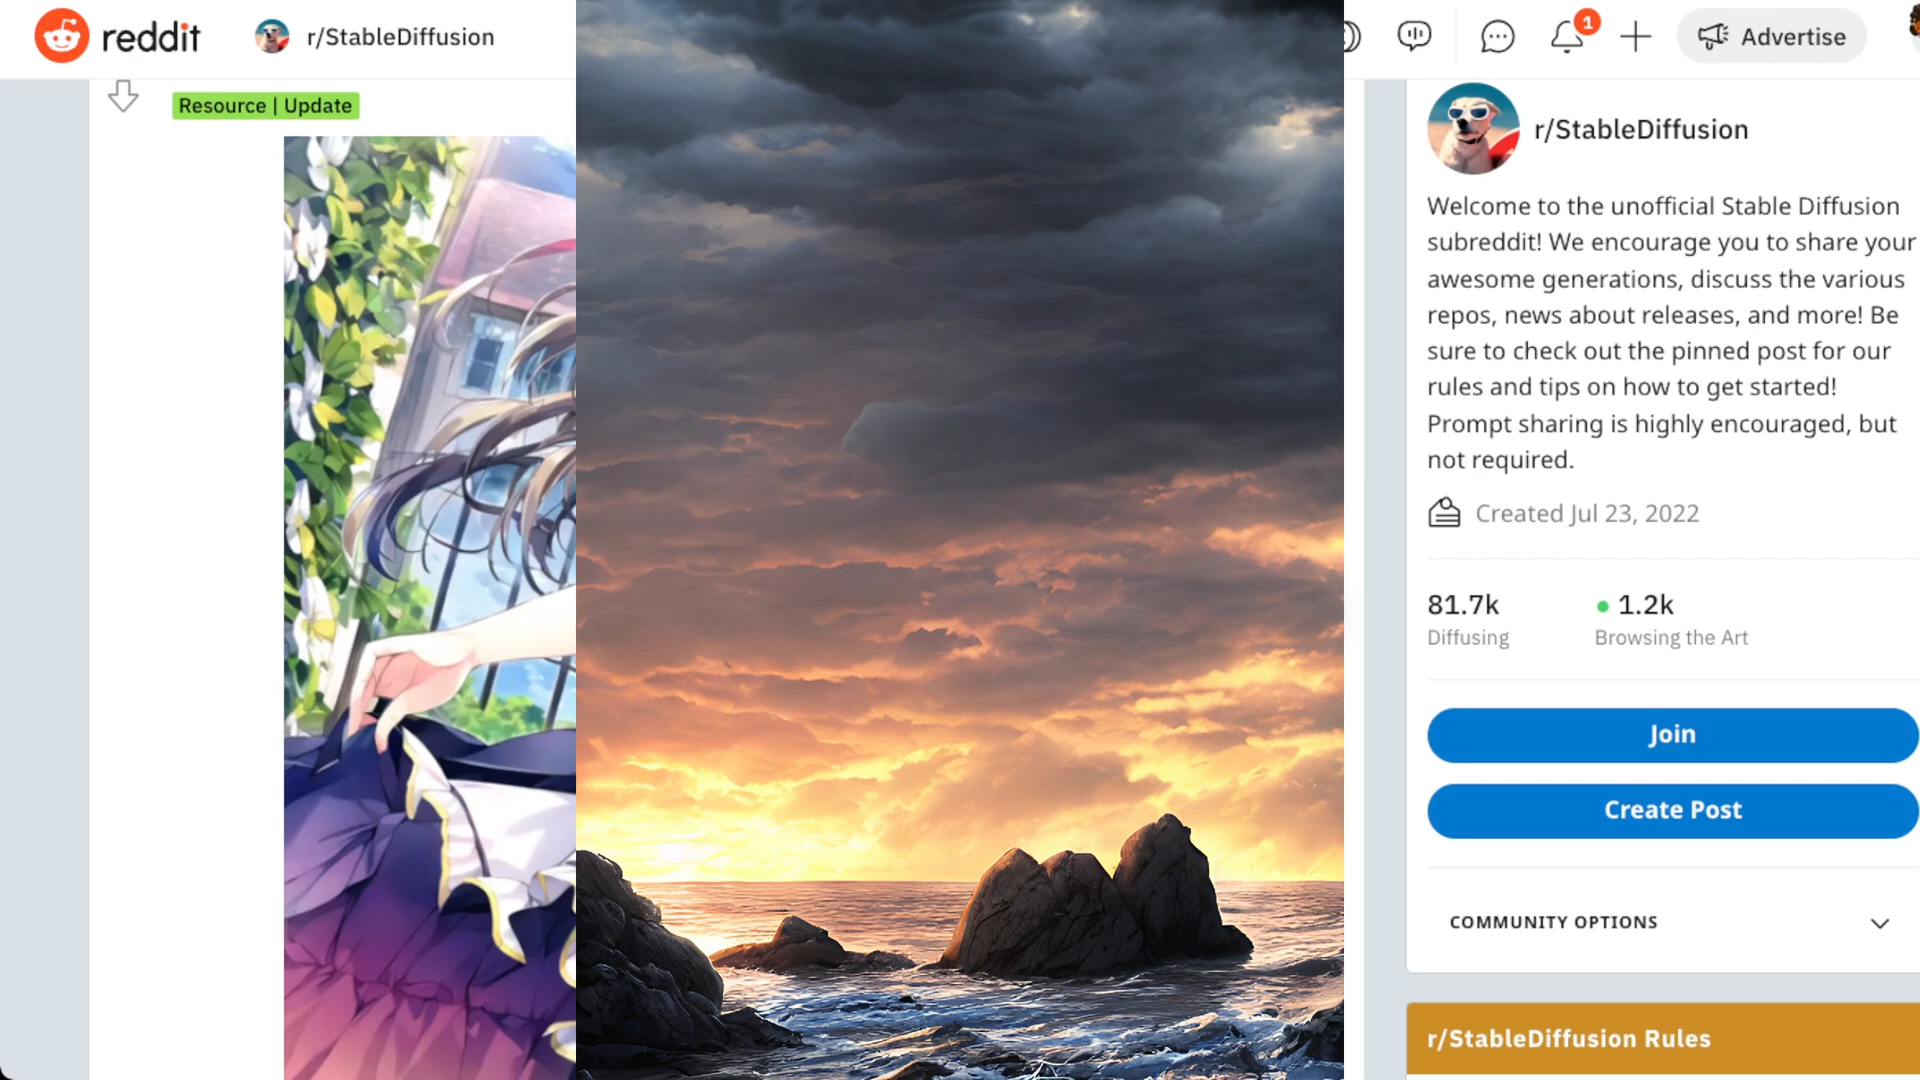 reddit
r/StableDiffusion
1
Advertise
Resource | Update
r/StableDiffusion
Welcome to the unofficial Stable Diffusion
subreddit! We encourage you to share your
awesome generations, discuss the various
repos, news about releases, and more! Be
sure to check out the pinned post for our
rules and tips on how to get started!
Prompt sharing is highly encouraged, but
not required.
Created Jul 23, 2022
81.7k
1.2k
Diffusing
Browsing the Art
Join
Create Post
COMMUNITY OPTIONS
r/StableDiffusion Rules